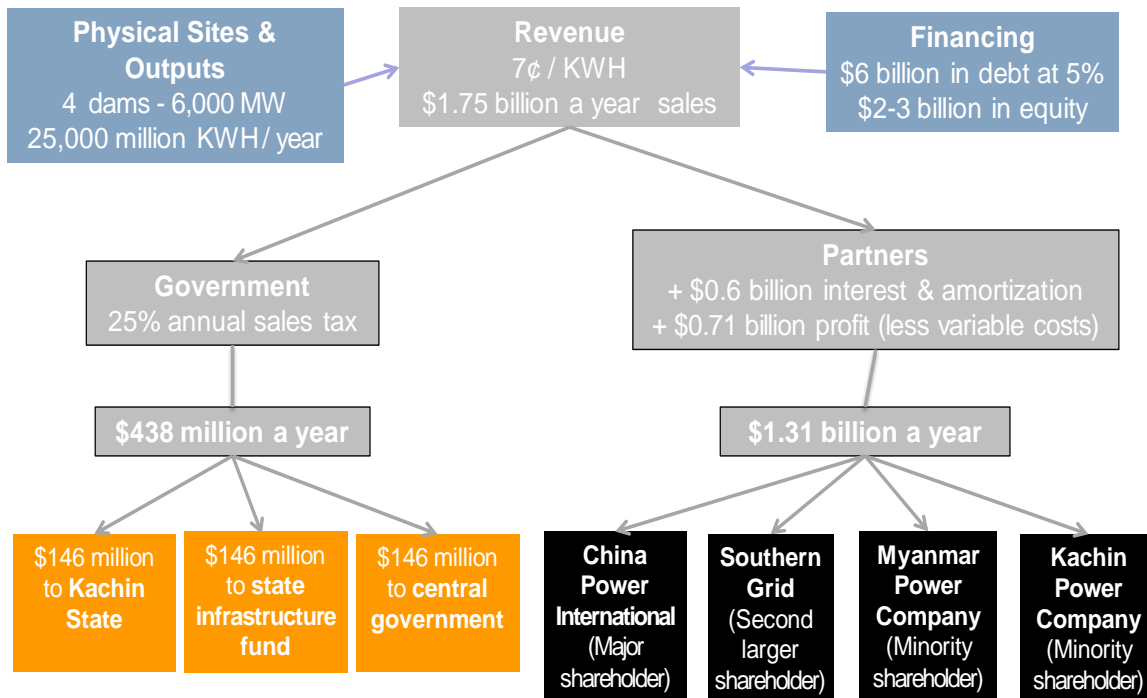 Physical Sites &
Outputs
4 dams - 6,000 MW
25,000 million KWH / year
Revenue
7¢ / KWH
$1.75 billion a year sales
Financing
$6 billion in debt at 5%
$2-3 billion in equity
Government
25% annual sales tax
Partners
+ $0.6 billion interest & amortization
+ $0.71 billion profit (less variable costs)
$438 million a year
$1.31 billion a year
$146 million
to Kachin
State
$146 million
to state
infrastructure
fund
$146 million
to central
government
China
Power
International
(Major
shareholder)
Southern
Grid
(Second
larger
shareholder)
Myanmar
Power
Company
(Minority
shareholder)
Kachin
Power
Company
(Minority
shareholder)